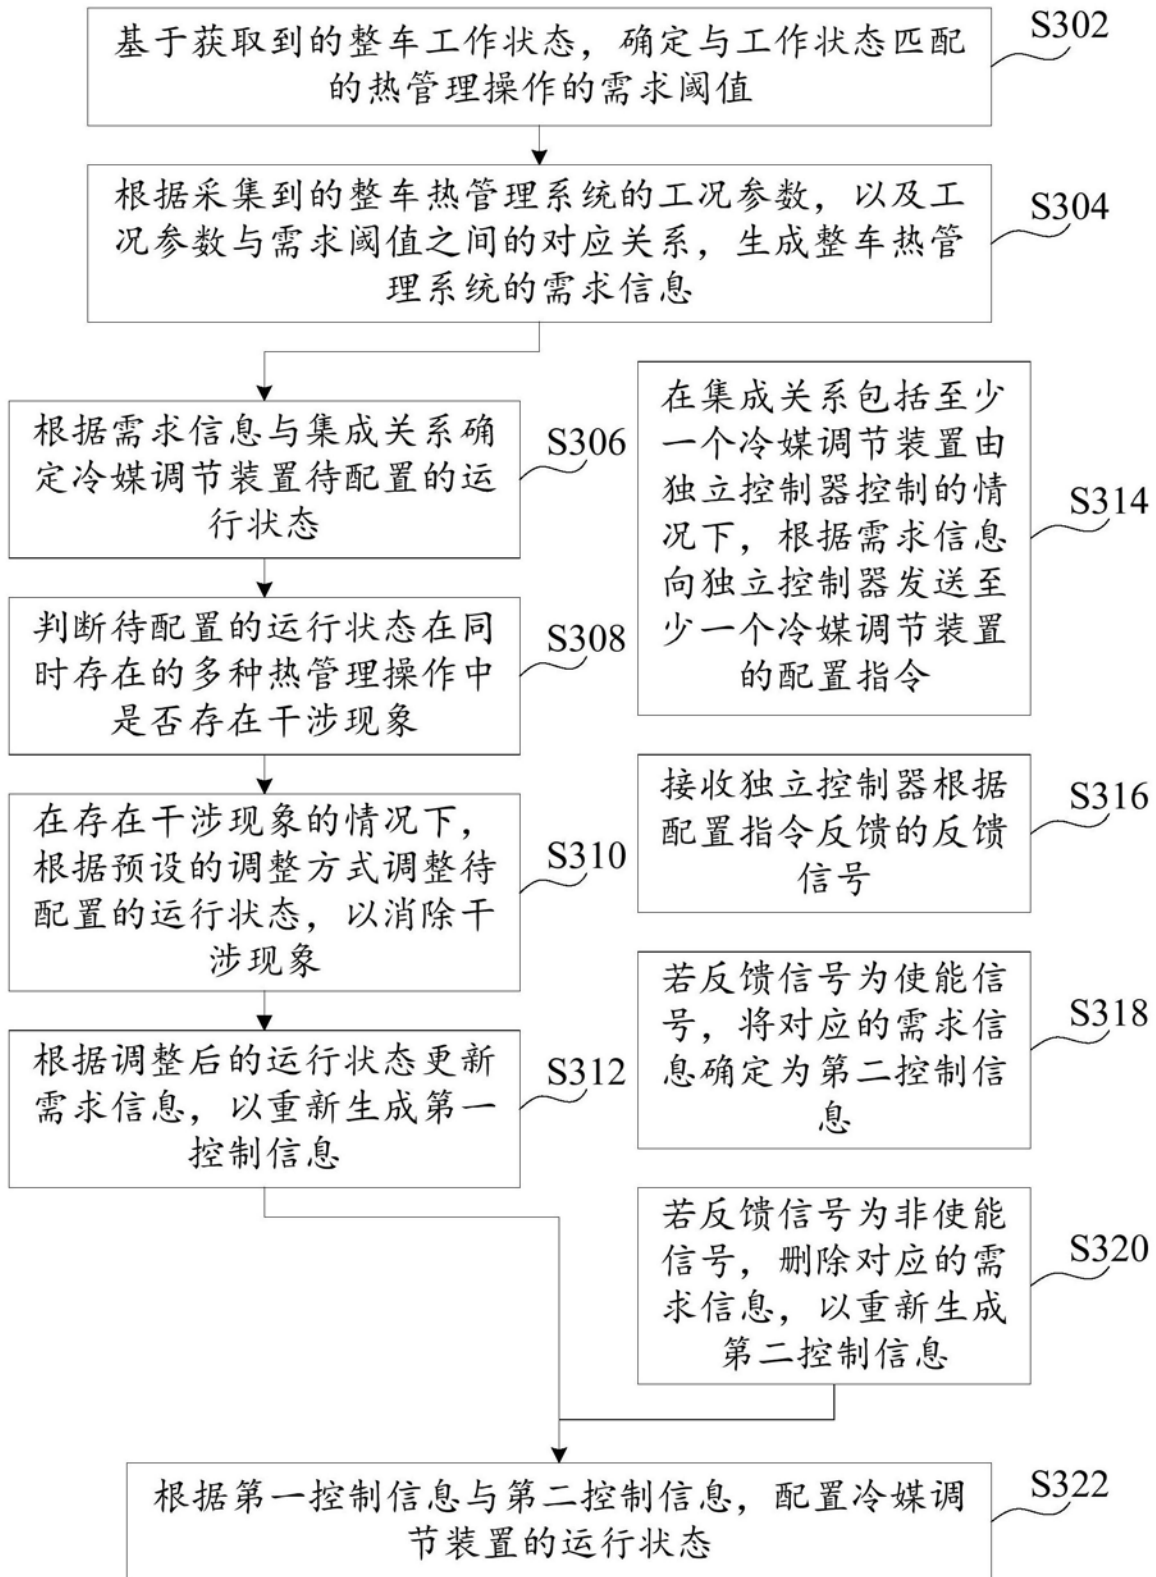 S302
基于获取到的整车工作状态，确定与工作状态匹配
的热管理操作的需求阈值
S304
根据采集到的整车热管理系统的工况参数，以及工
况参数与需求阈值之间的对应关系，生成整车热管
理系统的需求信息
S306
根据需求信息与集成关系确
定冷媒调节装置待配置的运
行状态
S308
判断待配置的运行状态在同
时存在的多种热管理操作中
是否存在干涉现象
S310
在存在干涉现象的情况下，
根据预设的调整方式调整待
配置的运行状态，以消除干
涉现象
S312
根据调整后的运行状态更新
需求信息，以重新生成第一
控制信息
S314
在集成关系包括至少
一个冷媒调节装置由
独立控制器控制的情
况下，根据需求信息
向独立控制器发送至
少一个冷媒调节装置
的配置指令
S316
接收独立控制器根据
配置指令反馈的反馈
信号
S318
若反馈信号为使能信
号，将对应的需求信
息确定为第二控制信
息
S320
若反馈信号为非使能
信号，删除对应的需
求信息，以重新生成
第二控制信息
S322
根据第一控制信息与第二控制信息，配置冷媒调
节装置的运行状态